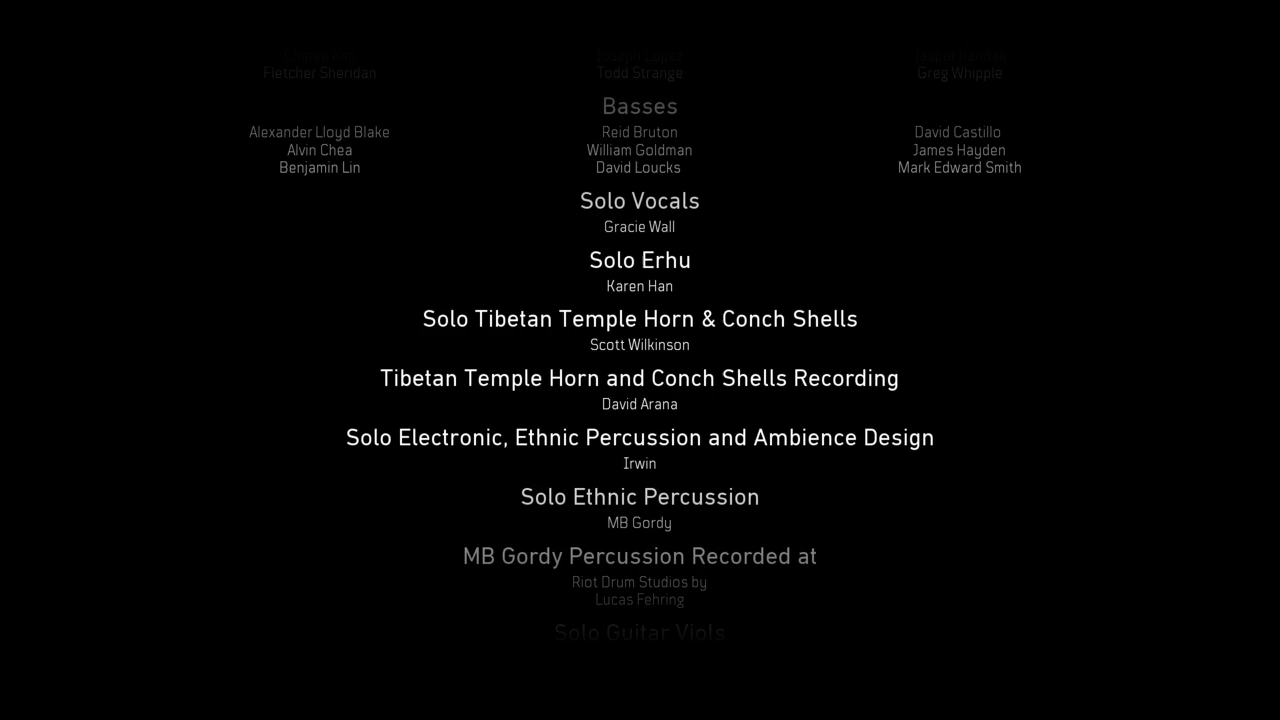 Fletcher Sheridan Todd Strange Greg Whipple
Basses
Alexander Lloyd Blake Reid Bruton David Castillo
Alvin Chea William Goldman James Hayden
Benjamin Lin David Loucks Mark Edward Smith
Solo Vocals
Gracie Wall
Solo Erhu
Karen Han
Solo Tibetan Temple Horn & Conch Shells
Scott Wilkinson
Tibetan Temple Horn and Conch Shells Recording
David Arana
Solo Electronic, Ethnic Percussion and Ambience Design
Irwin
Solo Ethnic Percussion
MB Gordy
MB Gordy Percussion Recorded at
Riot Drum Studios by
Lucas Fehring
Solo Guitar Viols